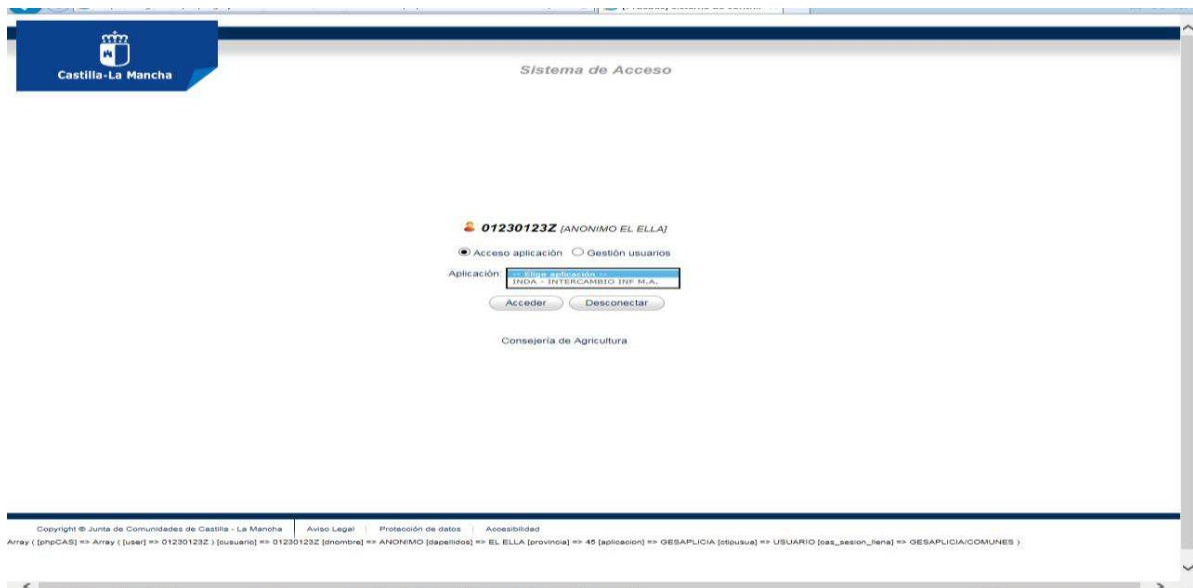 Castilla-La Mancha
Sistema de Acceso
01230123Z [ANONIMO EL ELLA]
Acceso aplicación Gestión usuarios
Aplicación: -- Elige aplicación --
INDA - INTERCAMBIO INF M.A.
Acceder Desconectar
Consejería de Agricultura
Copyright © Junta de Comunidades de Castilla - La Mancha Aviso Legal | Protección de datos | Accesibilidad
Array ( [phpCAS] => Array ( [user] => 01230123Z ) [cusuario] => 01230123Z [dnombre] => ANONIMO [dapellidos] => EL ELLA [provincia] => 45 [aplicacion] => GESAPLICIA [ctipusua] => USUARIO [cas_sesion_llena] => GESAPLICIA/COMUNES )